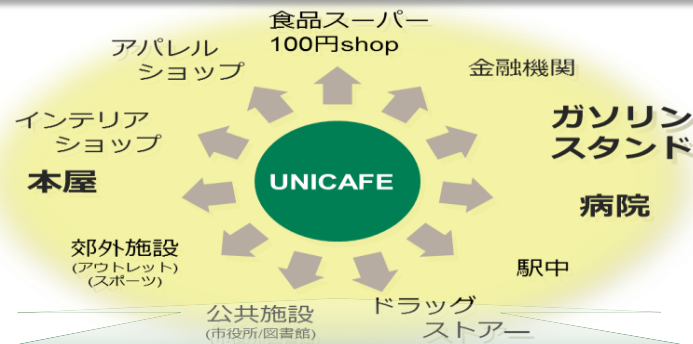 食品スーパー
100円shop
アパレル
ショップ
金融機関
インテリア
ショップ
ガソリン
スタンド
本屋
UNICAFE
病院
郊外施設
(アウトレット)
(スポーツ)
駅中
公共施設
(市役所/図書館)
ドラッグ
ストアー